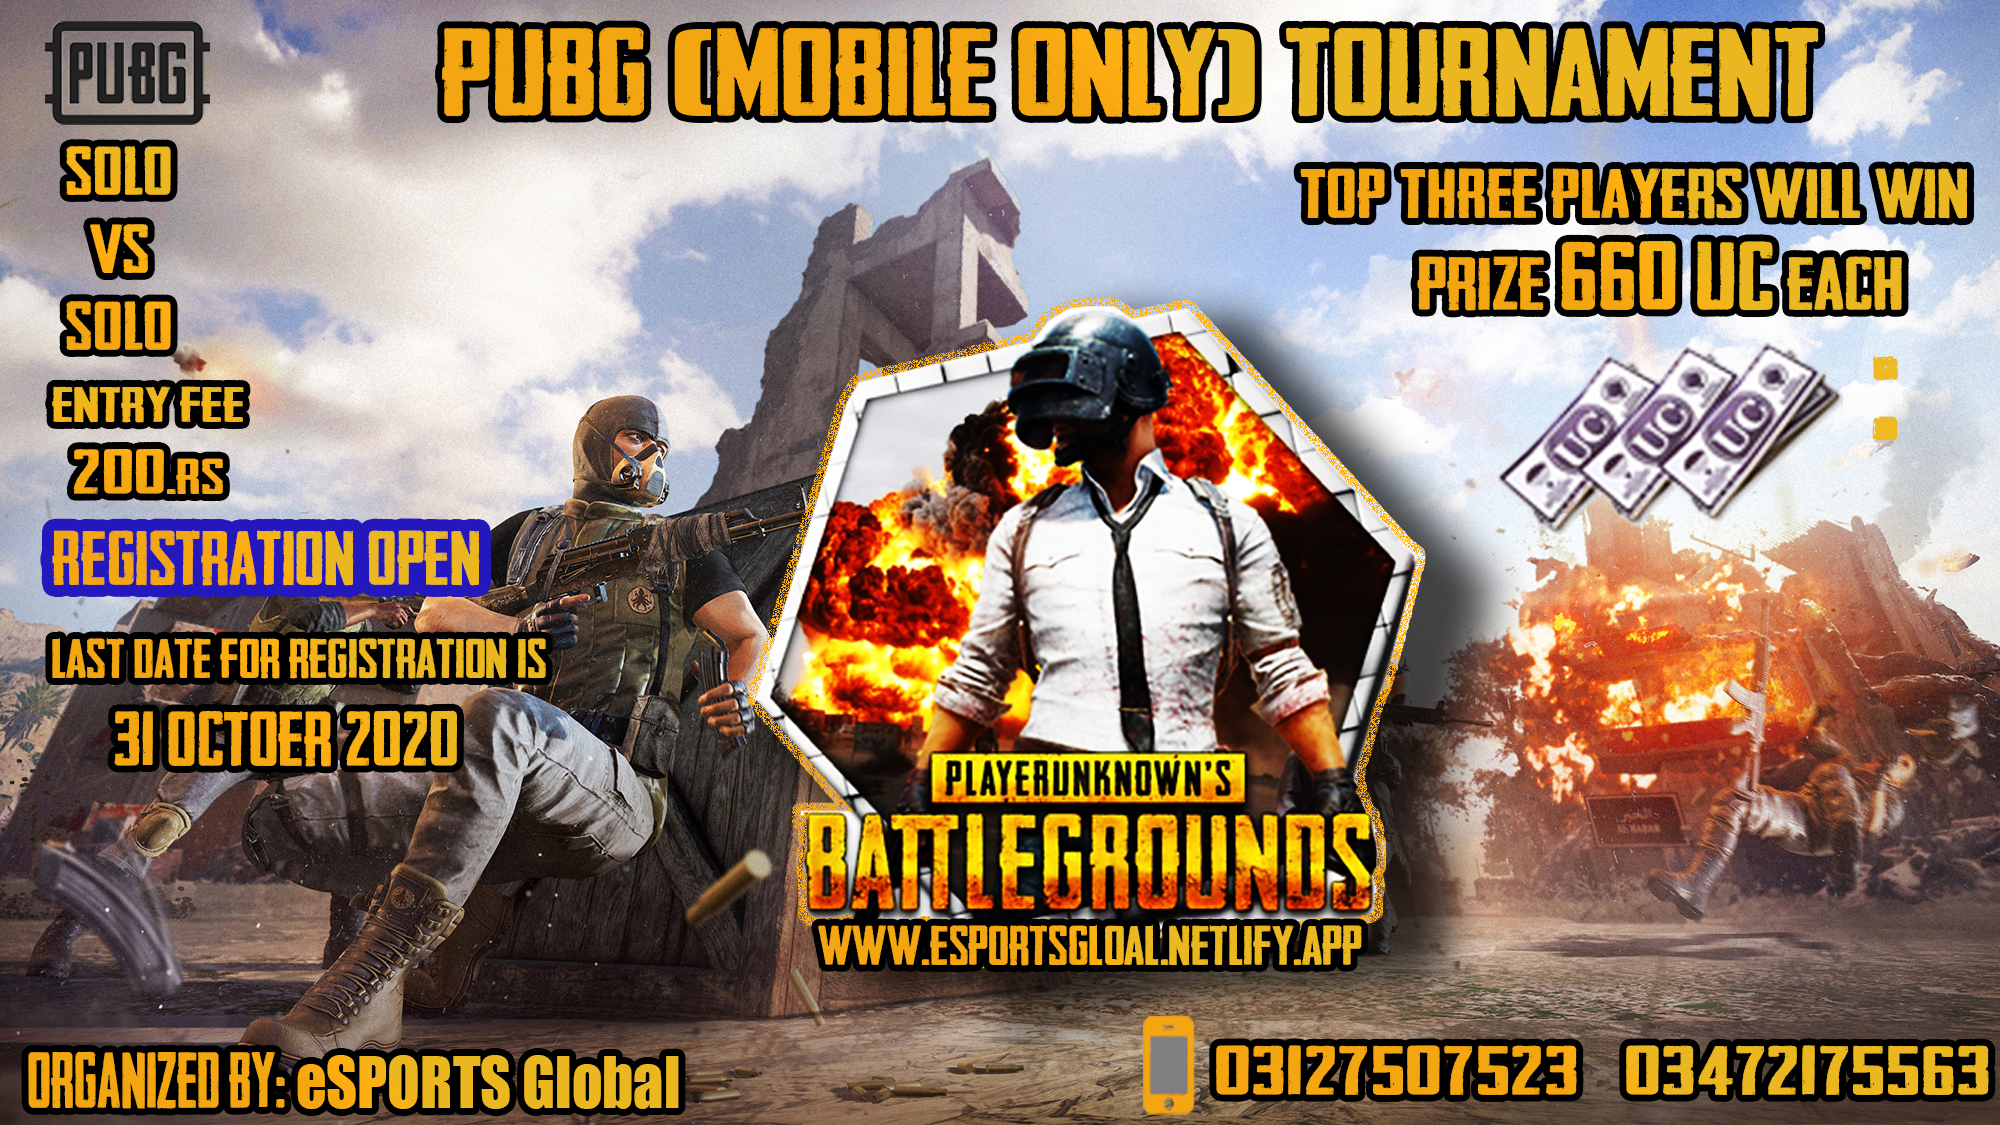 PUBG
PUBG (MOBILE ONLY) TOURNAMENT
SOLO
VS
SOLO
ENTRY FEE
200.RS
REGISTRATION OPEN
LAST DATE FOR REGISTRATION IS
31 OCTOER 2020
TOP THREE PLAYERS WILL WIN
PRIZE 660 UC EACH
UC UC UC
:
PLAYERUNKNOWN'S
BATTLEGROUNDS
WWW.ESPORTSGLOAL.NETLIFY.APP
ORGANIZED BY: eSPORTS Global
03127507523 03472175563